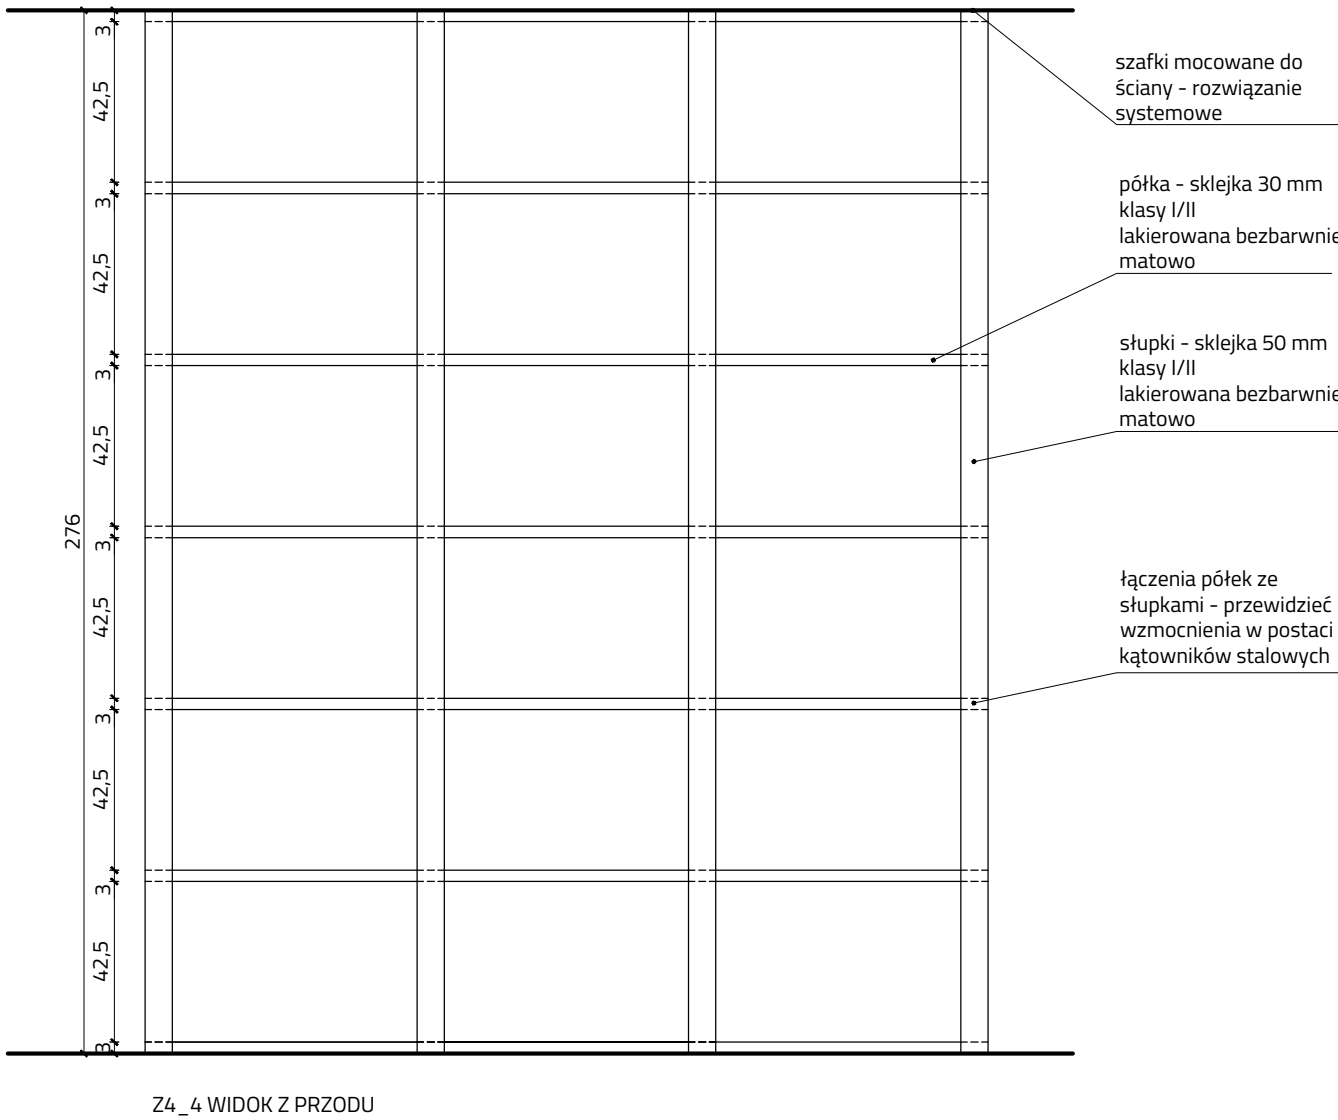 3
42,5
3
42,5
3
42,5
276
3
42,5
3
42,5
3
42,5
3
szafki mocowane do
ściany - rozwiązanie
systemowe
półka - sklejka 30 mm
klasy I/II
lakierowana bezbarwnie
matowo
słupki - sklejka 50 mm
klasy I/II
lakierowana bezbarwnie
matowo
łączenia półek ze
słupkami - przewidzieć
wzmocnienia w postaci
kątowników stalowych
Z4_4 WIDOK Z PRZODU